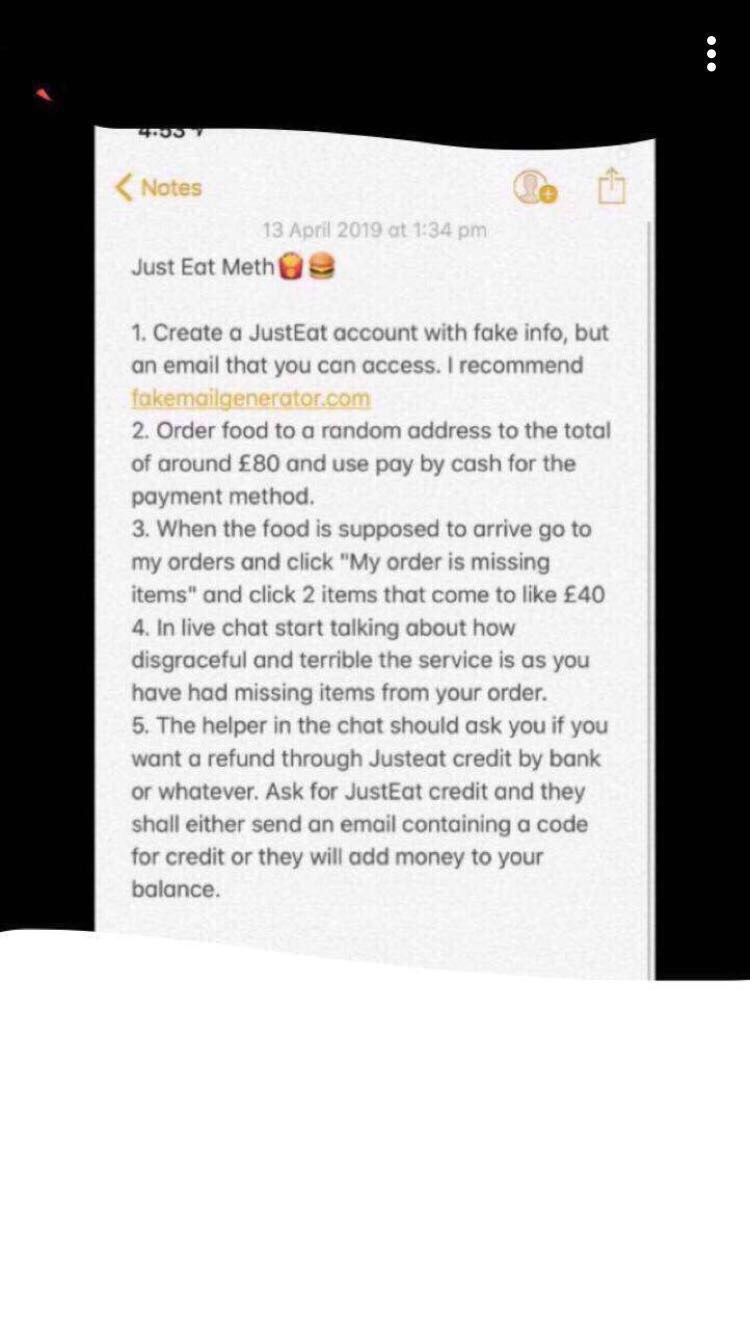 Notes
13 April 2019 at 1:34 pm
Just Eat Meth🍟🍔
1. Create a JustEat account with fake info, but
an email that you can access. I recommend
fakemailgenerator.com
2. Order food to a random address to the total
of around £80 and use pay by cash for the
payment method.
3. When the food is supposed to arrive go to
my orders and click "My order is missing
items" and click 2 items that come to like £40
4. In live chat start talking about how
disgraceful and terrible the service is as you
have had missing items from your order.
5. The helper in the chat should ask you if you
want a refund through Justeat credit by bank
or whatever. Ask for JustEat credit and they
shall either send an email containing a code
for credit or they will add money to your
balance.